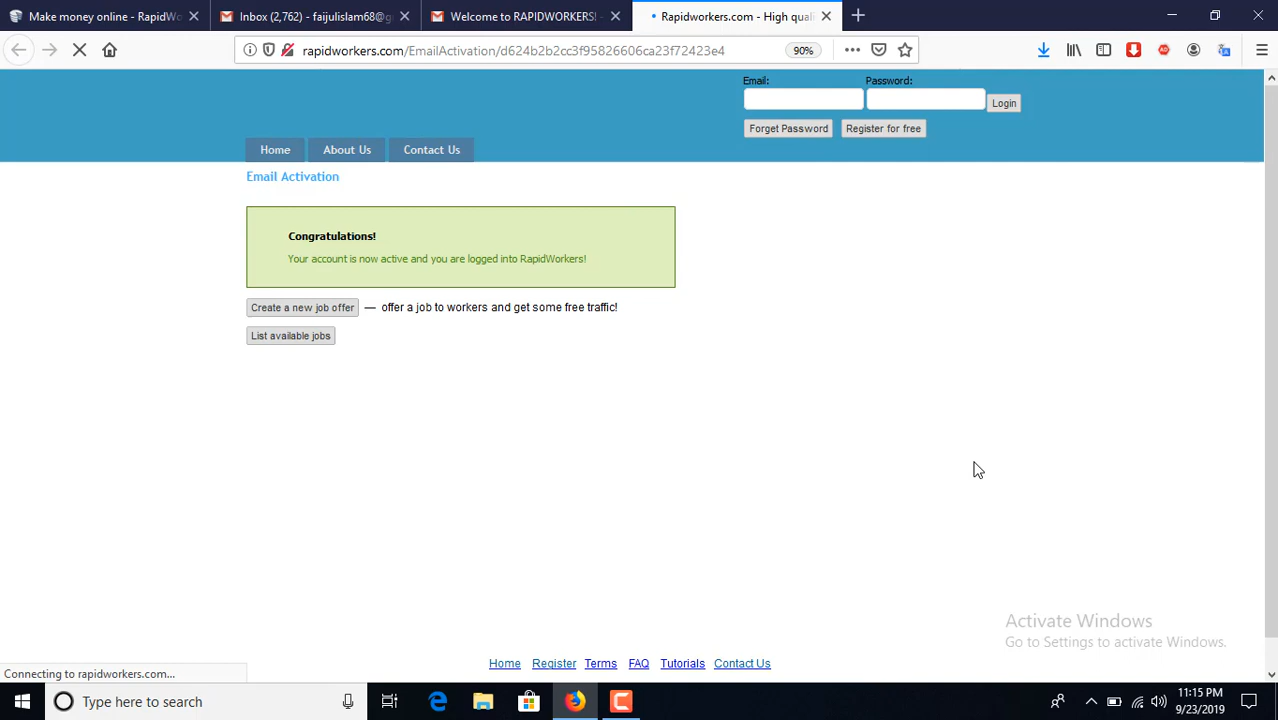 Make money online - RapidWo
Inbox (2,762) - faijulislam68@g
Welcome to RAPIDWORKERS! -
Rapidworkers.com - High qual
rapidworkers.com/EmailActivation/d624b2b2cc3f95826606ca23f72423e4
90%
Email:
Password:
Login
Forget Password
Register for free
Home
About Us
Contact Us
Email Activation
Congratulations!
Your account is now active and you are logged into RapidWorkers!
Create a new job offer — offer a job to workers and get some free traffic!
List available jobs
Activate Windows
Go to Settings to activate Windows.
Home Register Terms FAQ Tutorials Contact Us
Connecting to rapidworkers.com...
Type here to search
11:15 PM
9/23/2019